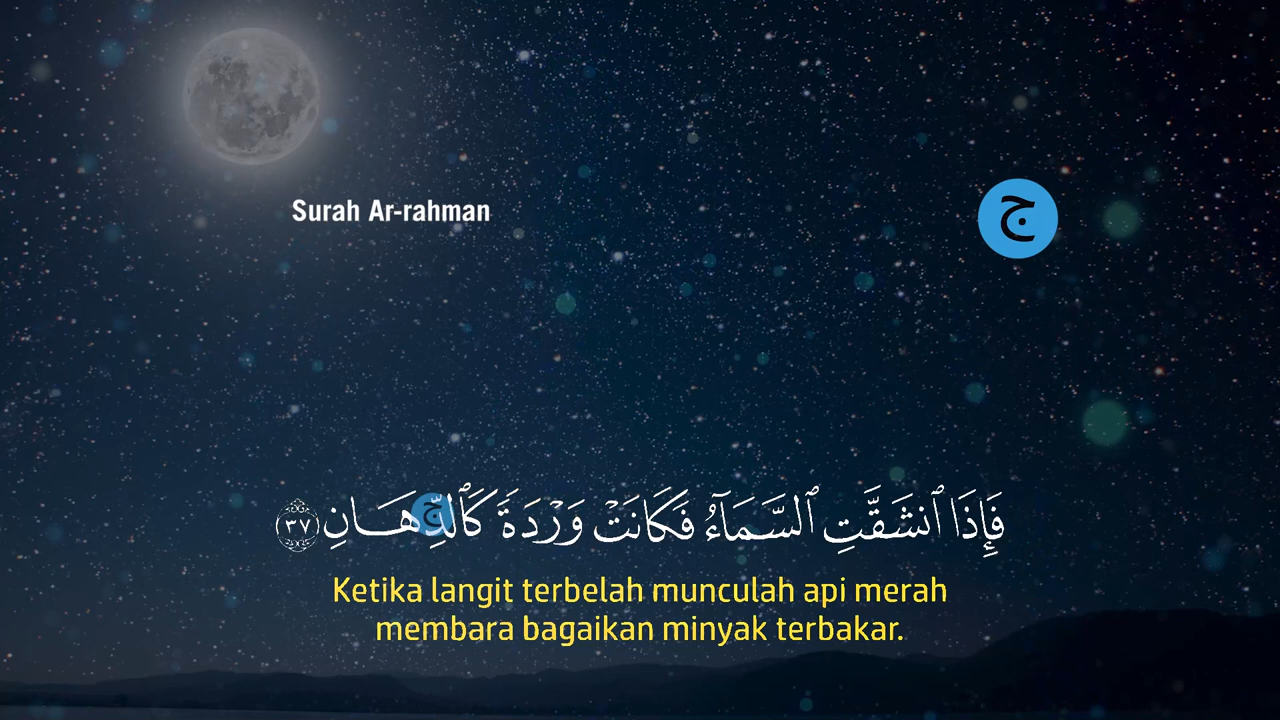 Surah Ar-rahman
ج
فَإِذَا ٱنشَقَّتِ ٱلسَّمَآءُ فَكَانَتْ وَرْدَةً كَٱلدِّهَانِ ٣٧
ج
Ketika langit terbelah munculah api merah
membara bagaikan minyak terbakar.